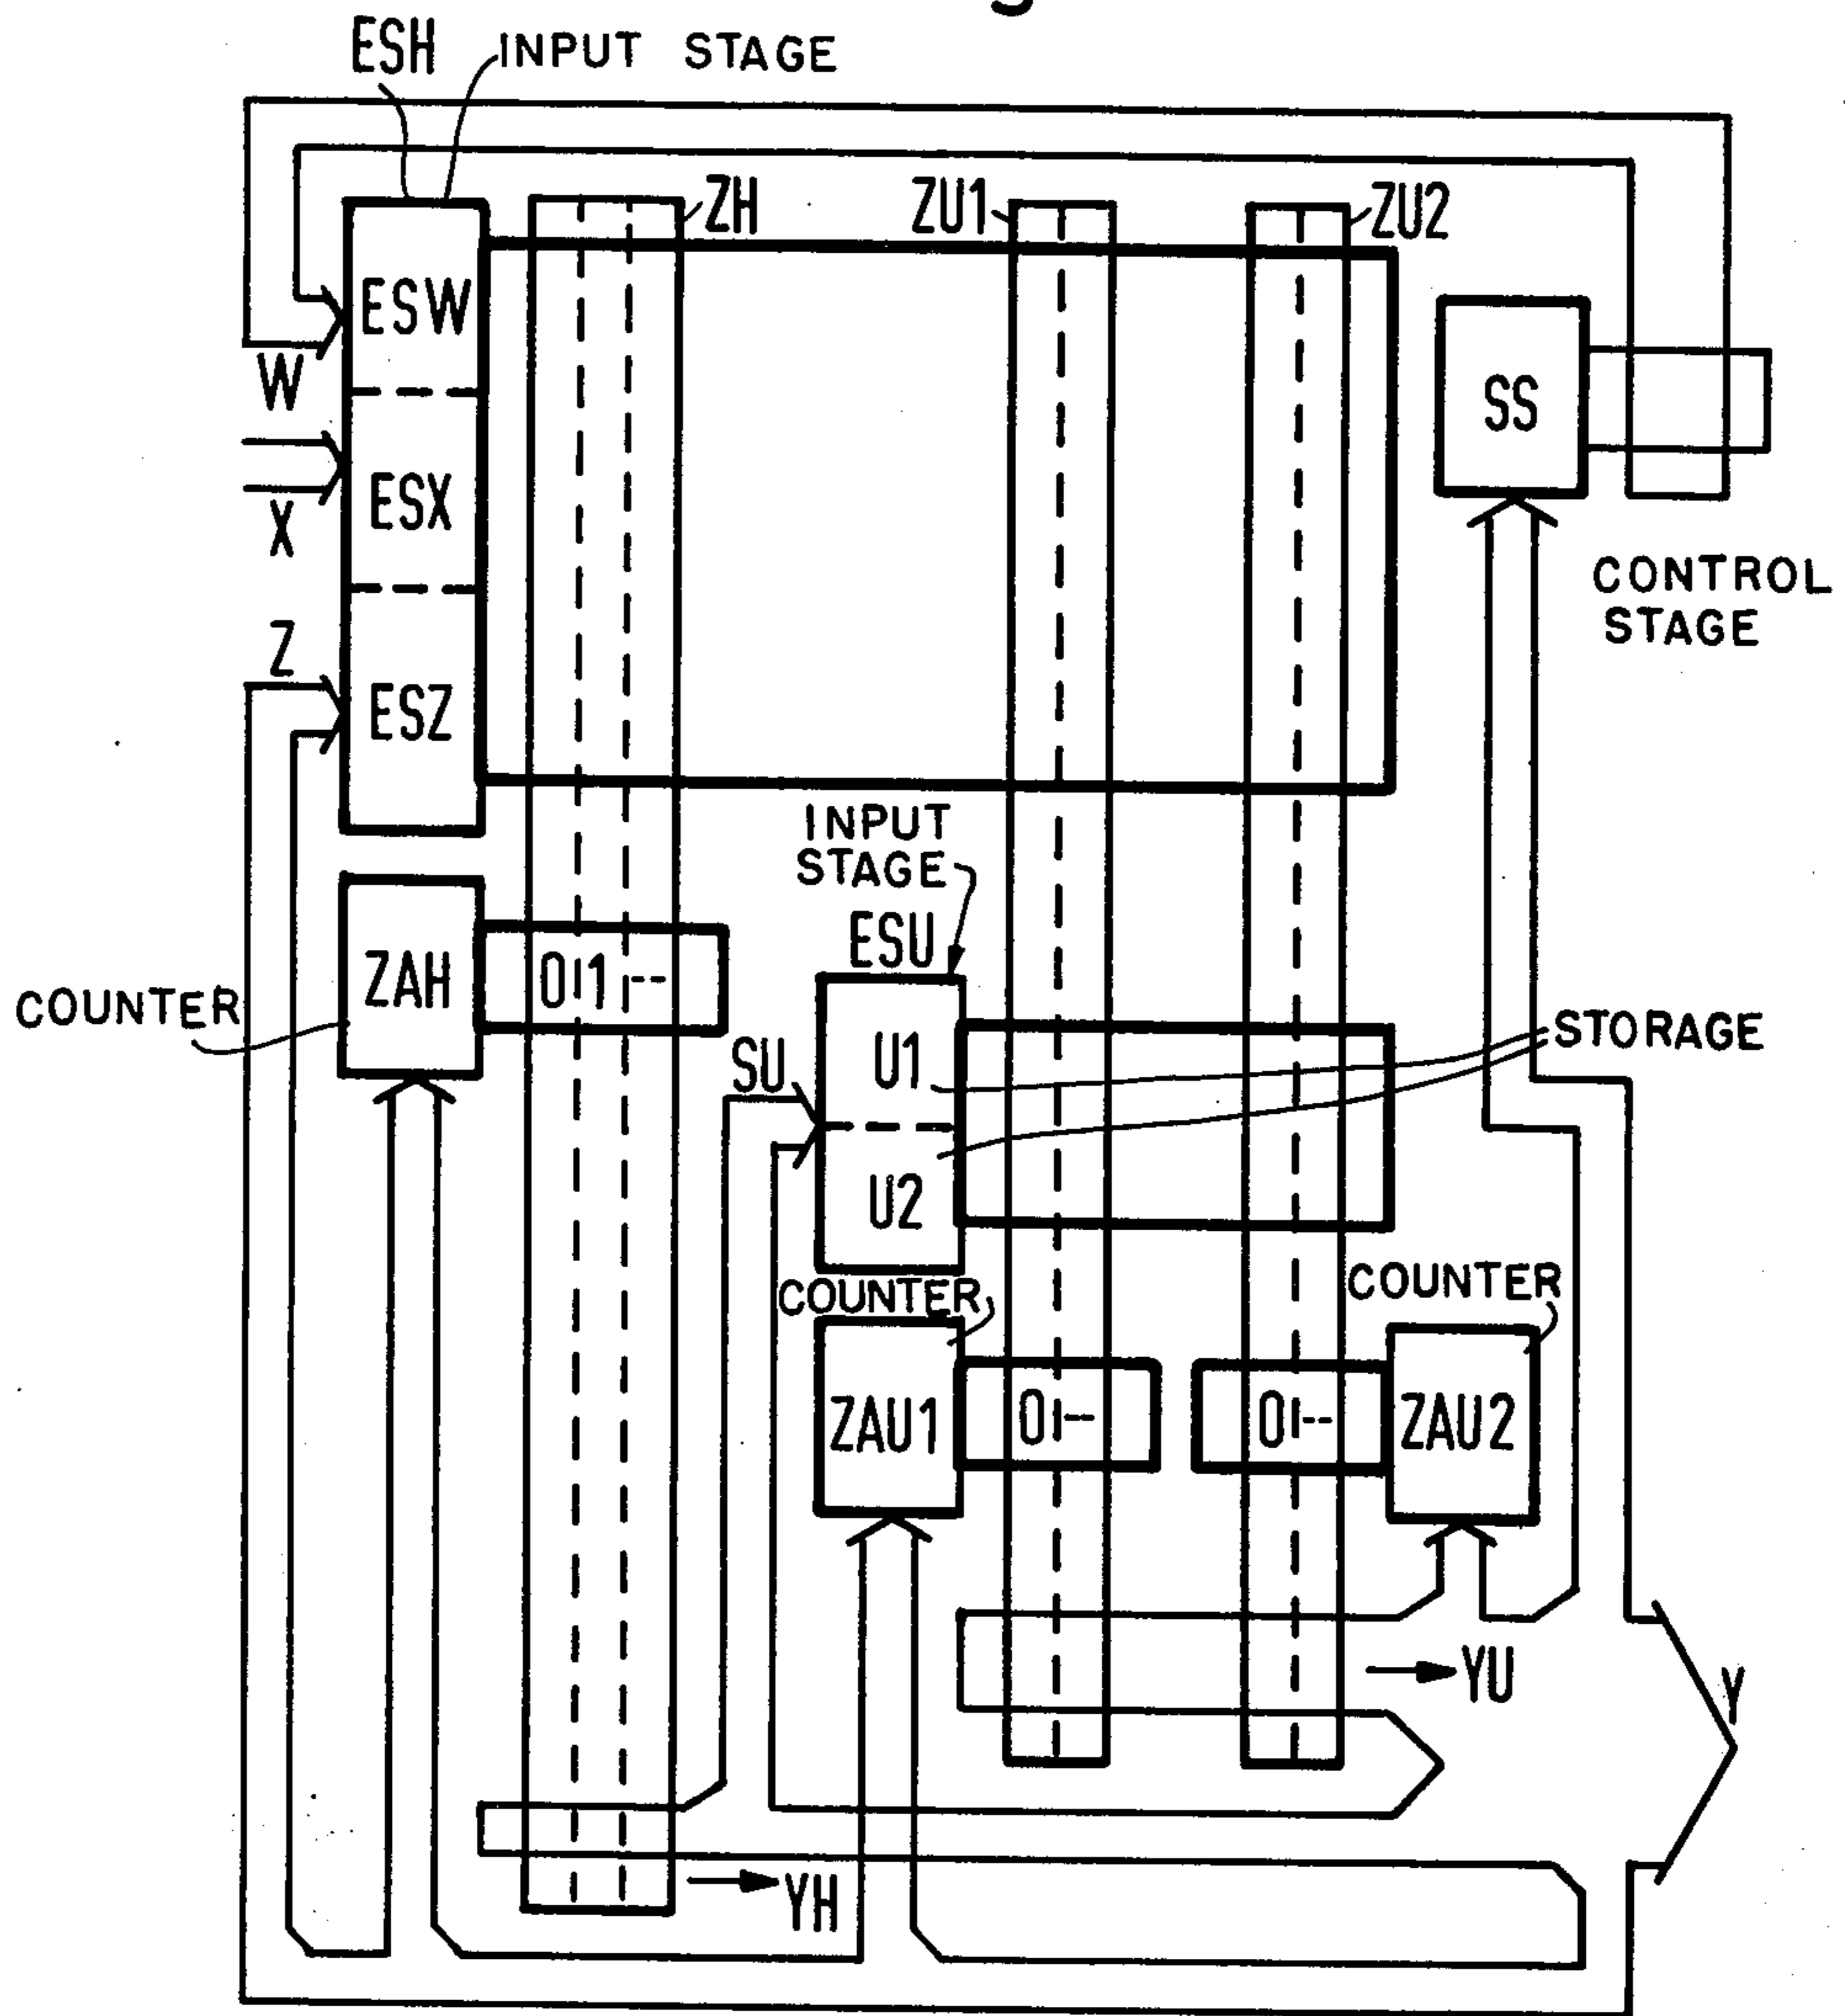 ESH
INPUT STAGE
ZH
ZU1
ZU2
ESW
W
SS
ESX
X
CONTROL
STAGE
Z
ESZ
INPUT
STAGE
ESU
ZAH
0 1 --
COUNTER
STORAGE
SU
U1
U2
COUNTER
COUNTER
ZAU1
0 --
0 --
ZAU2
YU
Y
YH